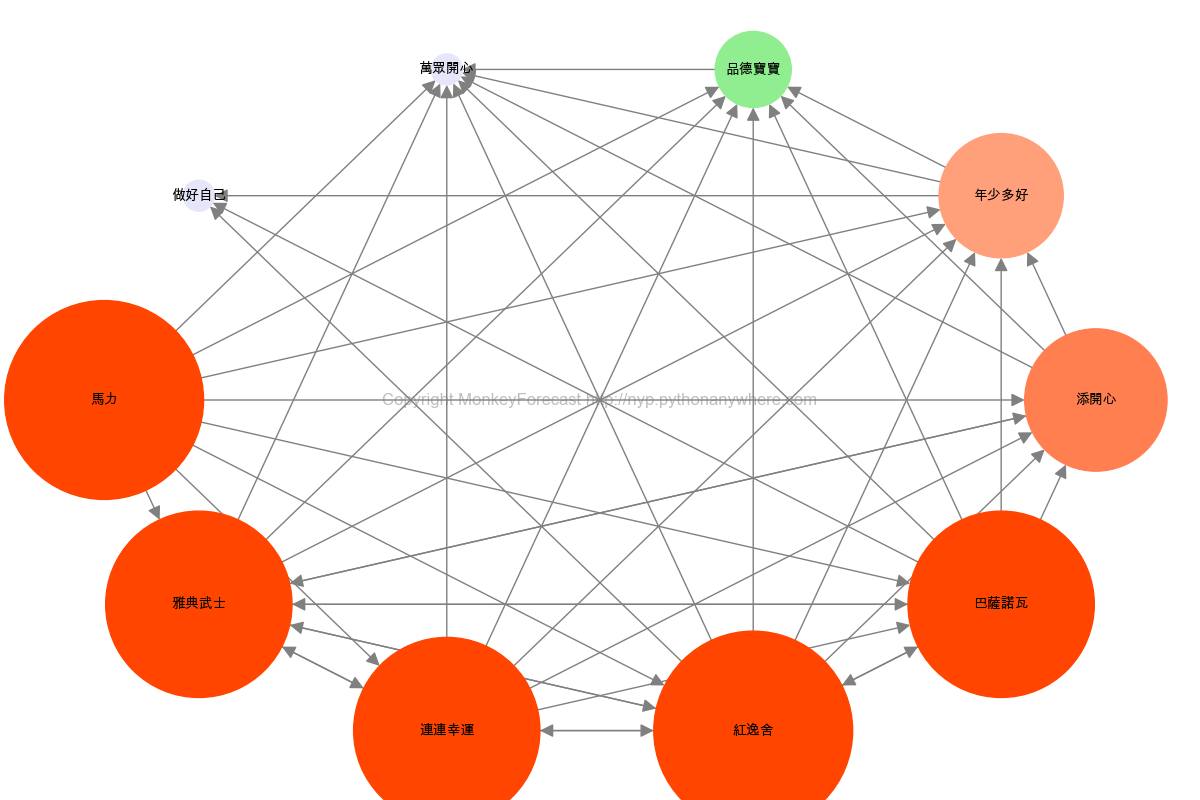 萬眾開心
品德寶寶
做好自己
年少多好
馬力
Copyright MonkeyForecast http://nyp.pythonanywhere.com
添開心
雅典武士
巴薩諾瓦
連連幸運
紅逸舍